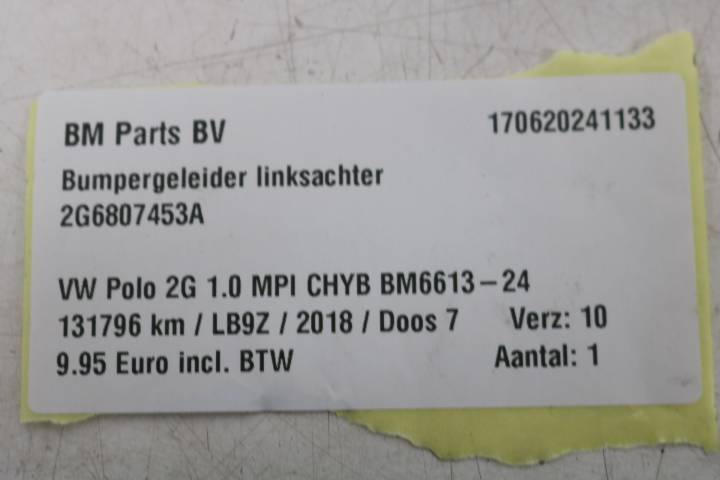 BM Parts BV 170620241133
Bumpergeleider linksachter
2G6807453A
VW Polo 2G 1.0 MPI CHYB BM6613-24
131796 km / LB9Z / 2018 / Doos 7 Verz: 10
9.95 Euro incl. BTW Aantal: 1